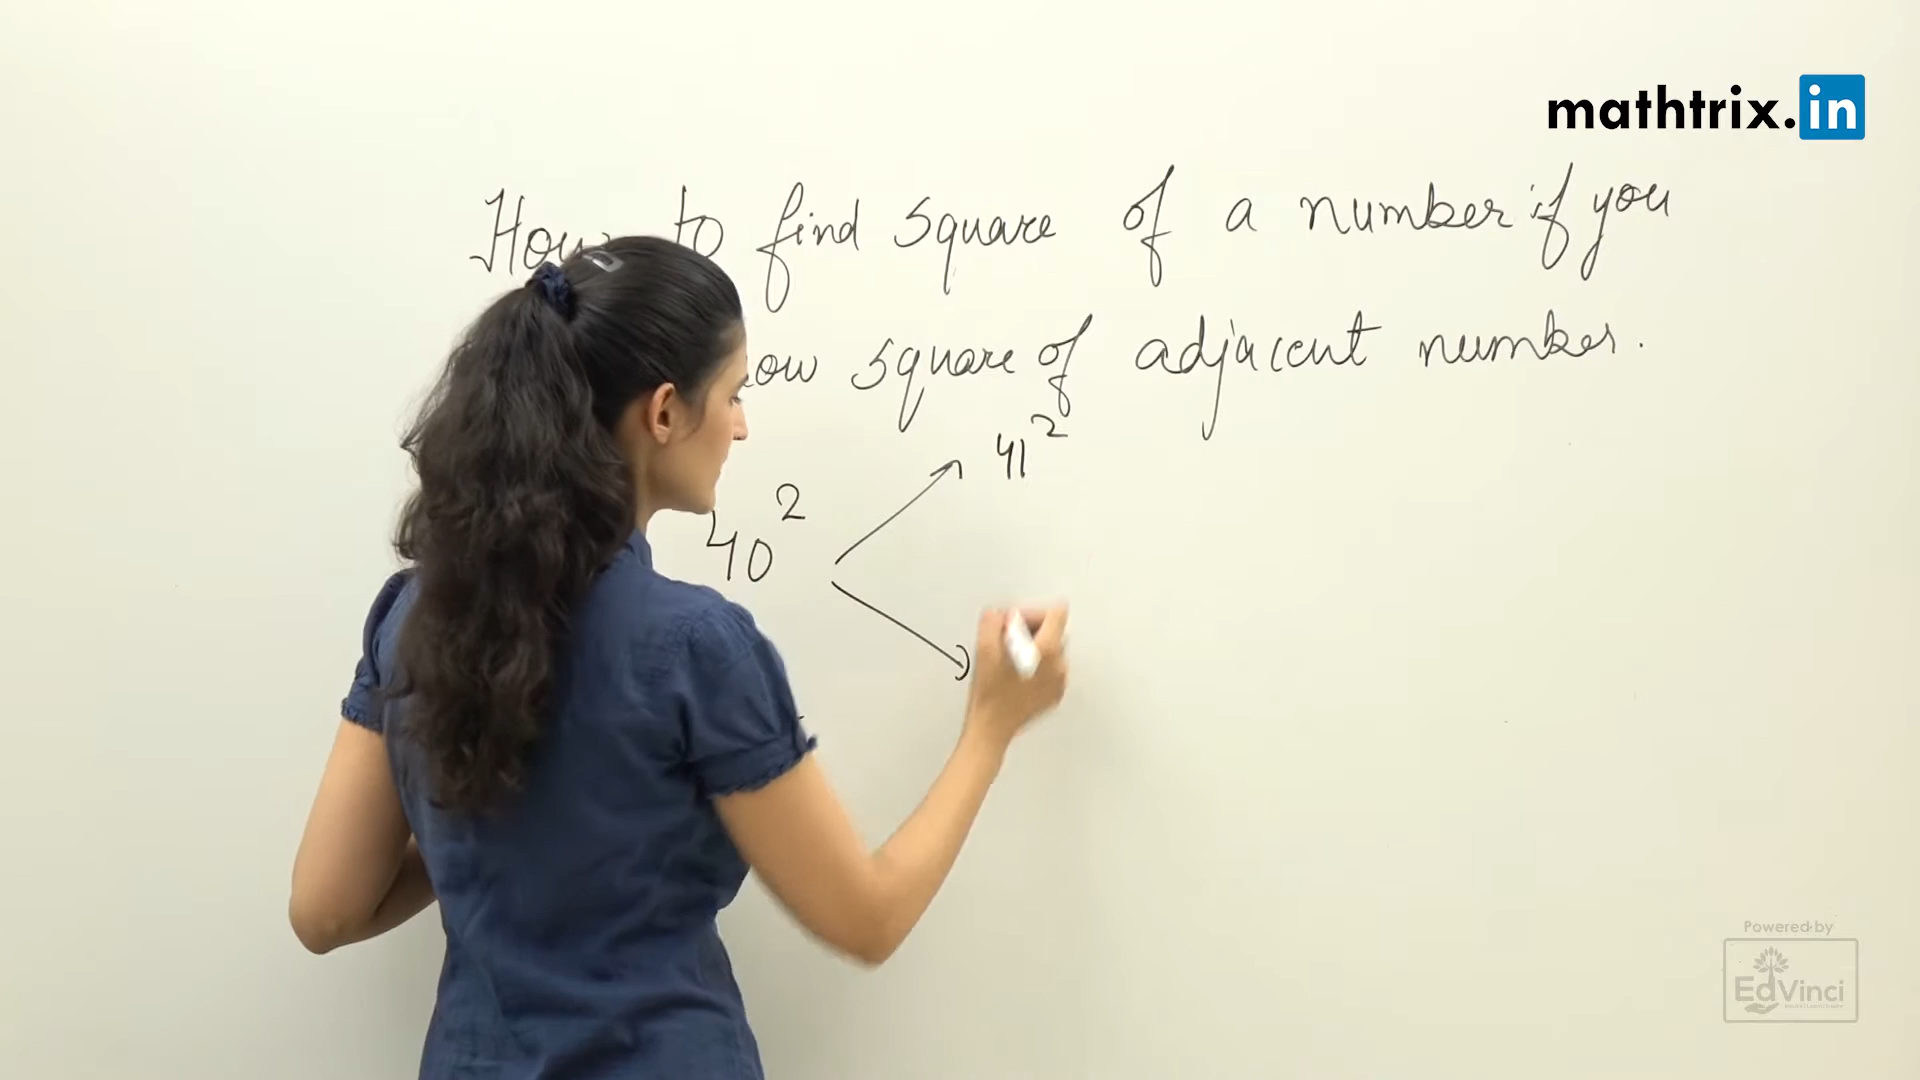 mathtrix.in
How to find square of a number if you
square of adjacent number.
41²
40²
Powered by
EdVinci